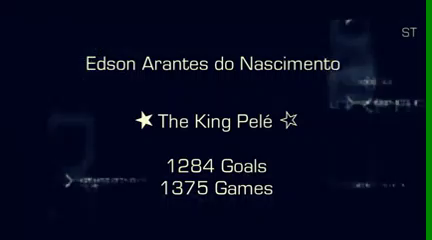 ST
Edson Arantes do Nascimento
★ The King Pelé ☆
1284 Goals
1375 Games